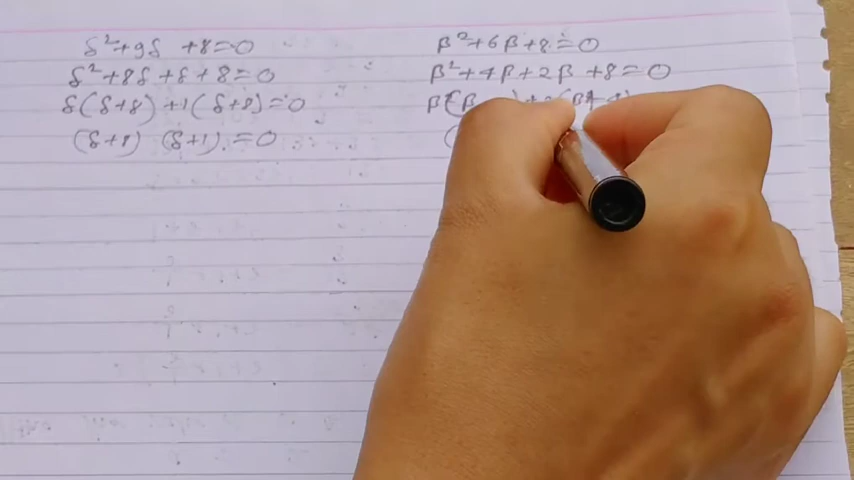 δ²+9δ +8=0
δ²+8δ+δ+8=0
δ(δ+8)+1(δ+8)=0
(δ+8) (δ+1).=0
β²+6β+8=0
β²+4β+2β +8=0